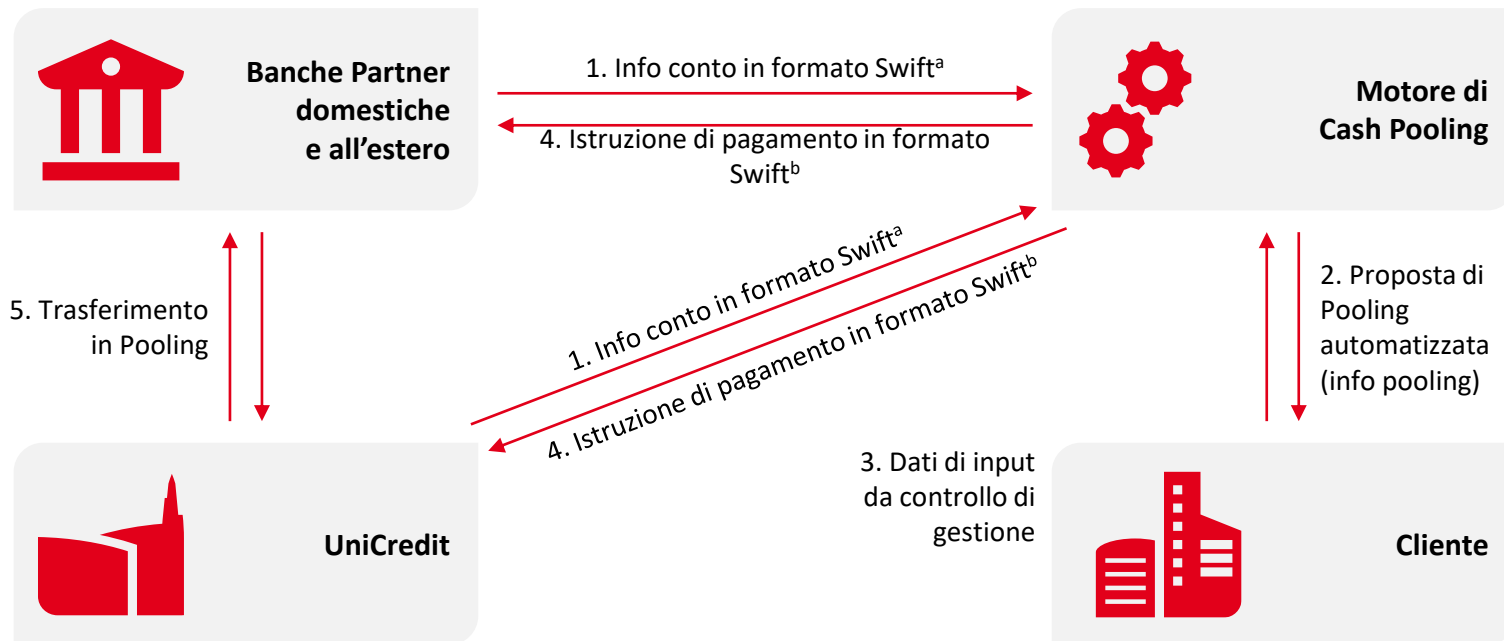 Banche Partner
domestiche
e all’estero
1. Info conto in formato Swiftᵃ
4. Istruzione di pagamento in formato
Swiftᵇ
Motore di
Cash Pooling
5. Trasferimento
in Pooling
1. Info conto in formato Swiftᵃ
4. Istruzione di pagamento in formato Swiftᵇ
2. Proposta di
Pooling
automatizzata
(info pooling)
3. Dati di input
da controllo di
gestione
UniCredit
Cliente